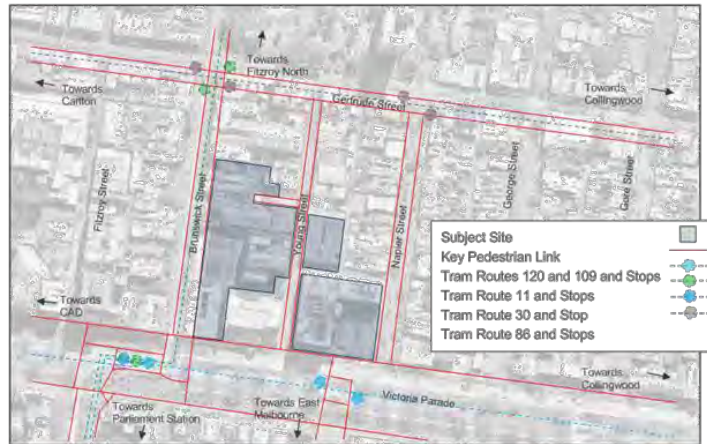 Towards
Fitzroy North
Towards
Carlton
Towards
Collingwood
Gertrude Street
Fitzroy Street
Brunswick Street
Young Street
Napier Street
George Street
Gore Street
Subject Site
Key Pedestrian Link
Tram Routes 120 and 109 and Stops
Tram Route 11 and Stops
Tram Route 30 and Stop
Tram Route 86 and Stops
Towards
CAD
Towards
Collingwood
Victoria Parade
Towards
Parliament Station
Towards East
Melbourne